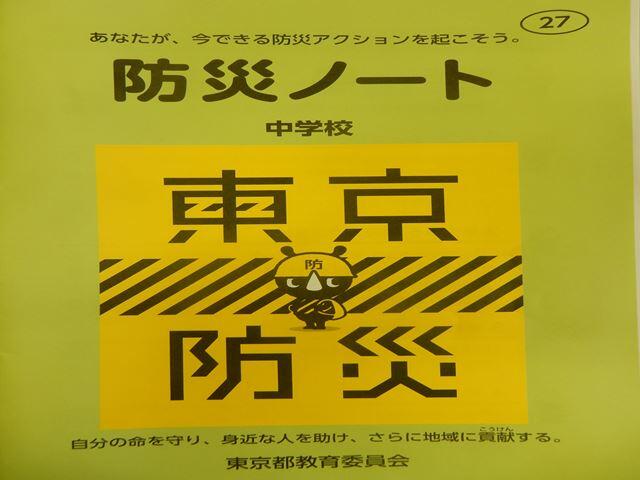 27
あなたが、今できる防災アクションを起こそう。
防災ノート
中学校
東京
防
防災
こうけん
自分の命を守り、身近な人を助け、さらに地域に貢献する。
東京都教育委員会